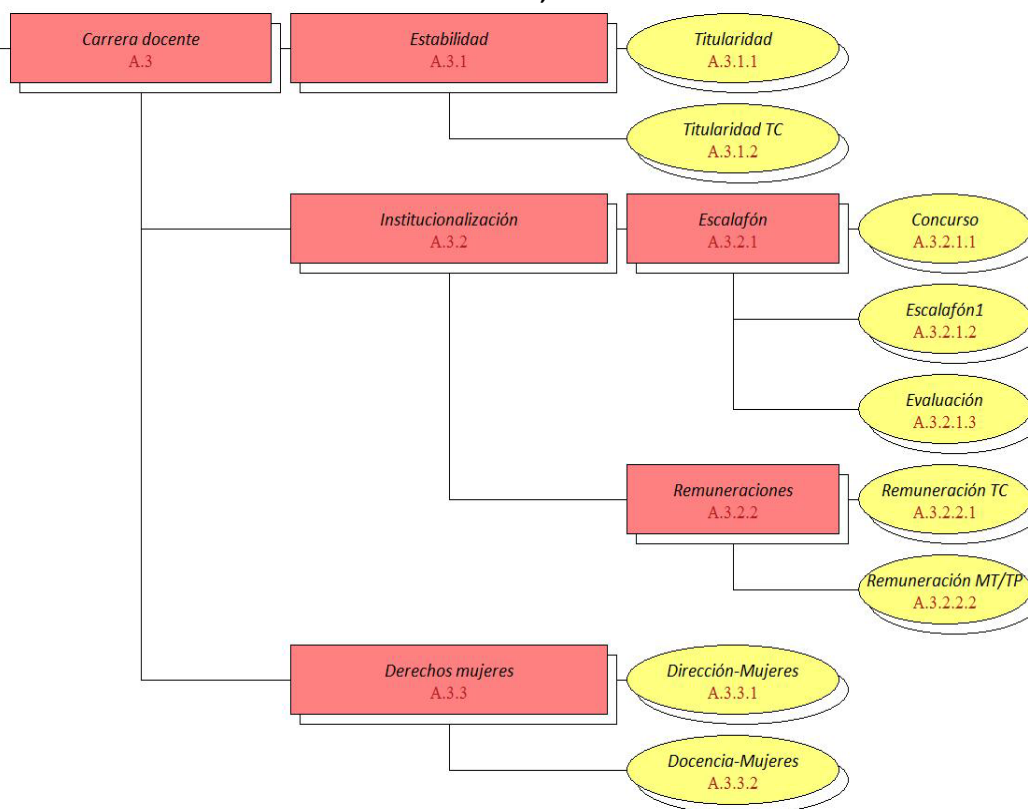 Carrera docente
A.3
Estabilidad
A.3.1
Titularidad
A.3.1.1
Titularidad TC
A.3.1.2
Institucionalización
A.3.2
Escalafón
A.3.2.1
Concurso
A.3.2.1.1
Escalafón1
A.3.2.1.2
Evaluación
A.3.2.1.3
Remuneraciones
A.3.2.2
Remuneración TC
A.3.2.2.1
Remuneración MT/TP
A.3.2.2.2
Derechos mujeres
A.3.3
Dirección-Mujeres
A.3.3.1
Docencia-Mujeres
A.3.3.2